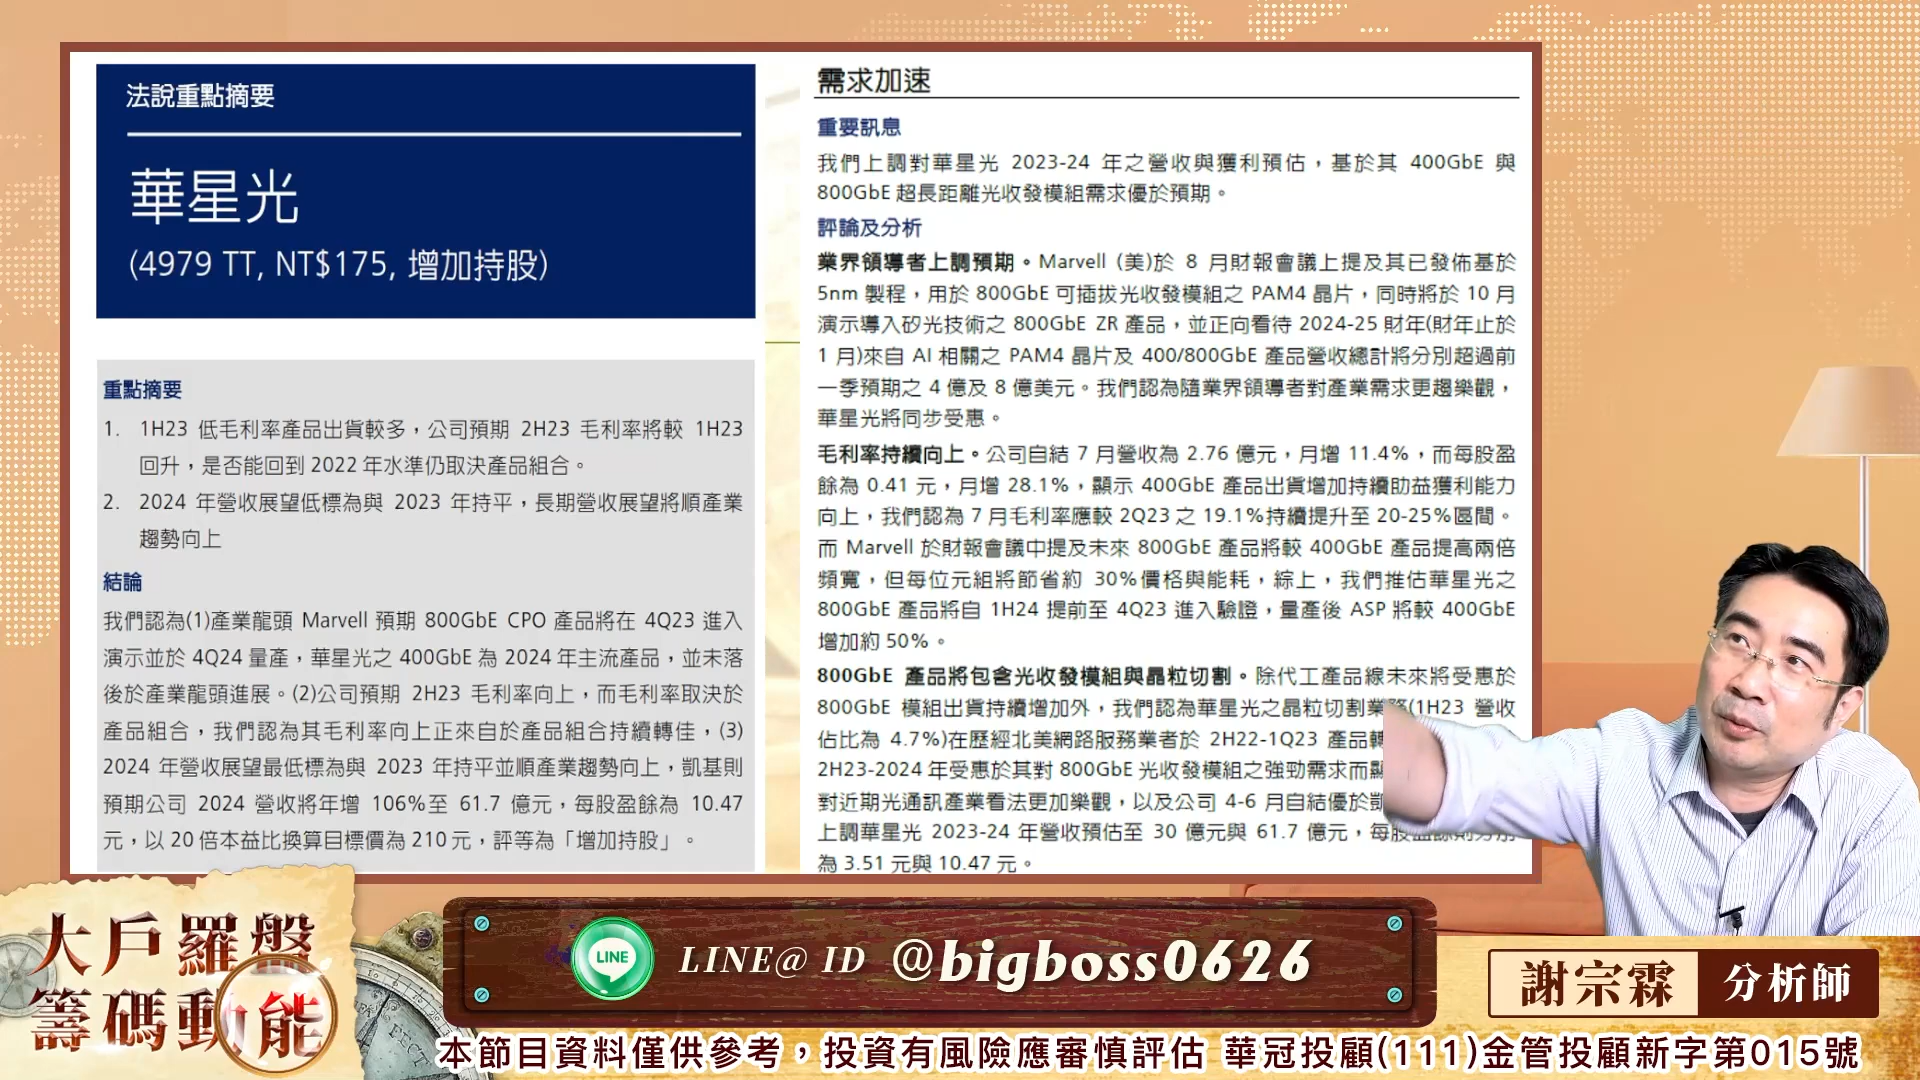 法說重點摘要
華星光
(4979 TT, NT$175, 增加持股)
重點摘要
1. 1H23 低毛利率產品出貨較多，公司預期 2H23 毛利率將較 1H23
回升，是否能回到 2022 年水準仍取決產品組合。
2. 2024 年營收展望低標為與 2023 年持平，長期營收展望將順產業
趨勢向上
結論
我們認為(1)產業龍頭 Marvell 預期 800GbE CPO 產品將在 4Q23 進入
演示並於 4Q24 量產，華星光之 400GbE 為 2024 年主流產品，並未落
後於產業龍頭進展。(2)公司預期 2H23 毛利率向上，而毛利率取決於
產品組合，我們認為其毛利率向上正來自於產品組合持續轉佳，(3)
2024 年營收展望最低標為與 2023 年持平並順產業趨勢向上，凱基則
預期公司 2024 營收將年增 106%至 61.7 億元，每股盈餘為 10.47
元，以 20 倍本益比換算目標價為 210 元，評等為「增加持股」。
需求加速
重要訊息
我們上調對華星光 2023-24 年之營收與獲利預估，基於其 400GbE 與
800GbE 超長距離光收發模組需求優於預期。
評論及分析
業界領導者上調預期。Marvell (美)於 8 月財報會議上提及其已發佈基於
5nm 製程，用於 800GbE 可插拔光收發模組之 PAM4 晶片，同時將於 10 月
演示導入矽光技術之 800GbE ZR 產品，並正向看待 2024-25 財年(財年止於
1 月)來自 AI 相關之 PAM4 晶片及 400/800GbE 產品營收總計將分別超過前
一季預期之 4 億及 8 億美元。我們認為隨業界領導者對產業需求更趨樂觀，
華星光將同步受惠。
毛利率持續向上。公司自結 7 月營收為 2.76 億元，月增 11.4%，而每股盈
餘為 0.41 元，月增 28.1%，顯示 400GbE 產品出貨增加持續助益獲利能力
向上，我們認為 7 月毛利率應較 2Q23 之 19.1%持續提升至 20-25%區間。
而 Marvell 於財報會議中提及未來 800GbE 產品將較 400GbE 產品提高兩倍
頻寬，但每位元組將節省約 30%價格與能耗，綜上，我們推估華星光之
800GbE 產品將自 1H24 提前至 4Q23 進入驗證，量產後 ASP 將較 400GbE
增加約 50%。
800GbE 產品將包含光收發模組與晶粒切割。除代工產品線未來將受惠於
800GbE 模組出貨持續增加外，我們認為華星光之晶粒切割業務(1H23 營收
佔比為 4.7%)在歷經北美網路服務業者於 2H22-1Q23 產品
2H23-2024 年受惠於其對 800GbE 光收發模組之強勁需求而
對近期光通訊產業看法更加樂觀，以及公司 4-6 月自結優於
上調華星光 2023-24 年營收預估至 30 億元與 61.7 億元，每股
為 3.51 元與 10.47 元。
大戶羅盤
籌碼動能
LINE LINE@ ID @bigboss0626
謝宗霖 分析師
本節目資料僅供參考，投資有風險應審慎評估 華冠投顧(111)金管投顧新字第015號